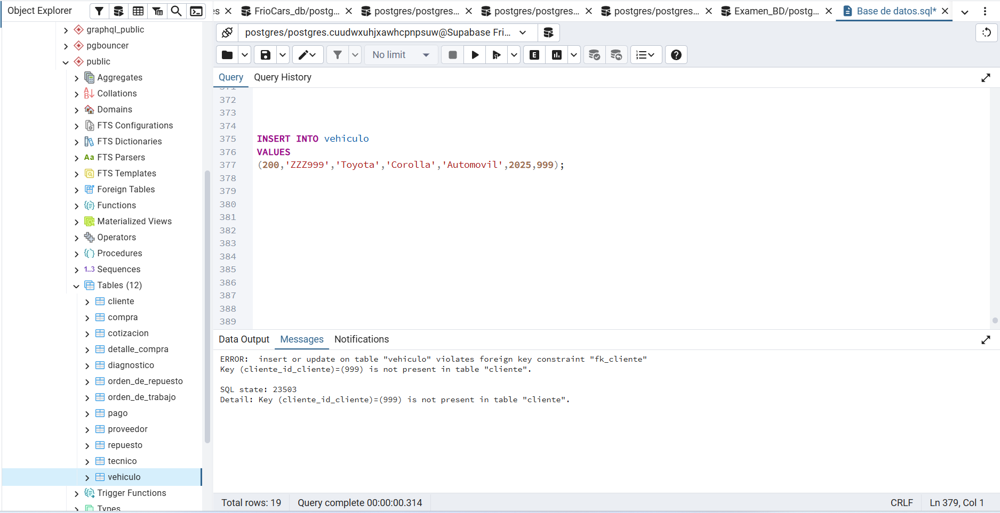 Object Explorer
graphql_public
pgbouncer
public
Aggregates
Collations
Domains
FTS Configurations
FTS Dictionaries
Aa FTS Parsers
FTS Templates
Foreign Tables
Functions
Materialized Views
Operators
Procedures
1..3 Sequences
Tables (12)
cliente
compra
cotizacion
detalle_compra
diagnostico
orden_de_repuesto
orden_de_trabajo
pago
proveedor
repuesto
tecnico
vehiculo
Trigger Functions
Types
es FrioCars_db/postg... postgres/postgres... postgres/postgres... postgres/postgres... Examen_BD/postg... Base de datos.sql*
postgres/postgres.cuudwxuhjxawhcpnpsuw@Supabase Fri...
No limit E
Query Query History
371
372
373
374
375 INSERT INTO vehiculo
376 VALUES
377 (200,'ZZZ999','Toyota','Corolla','Automovil',2025,999);
378
379
380
381
382
383
384
385
386
387
388
389
Data Output Messages Notifications
ERROR:  insert or update on table "vehiculo" violates foreign key constraint "fk_cliente"
Key (cliente_id_cliente)=(999) is not present in table "cliente".
SQL state: 23503
Detail: Key (cliente_id_cliente)=(999) is not present in table "cliente".
Total rows: 19 Query complete 00:00:00.314 CRLF Ln 379, Col 1